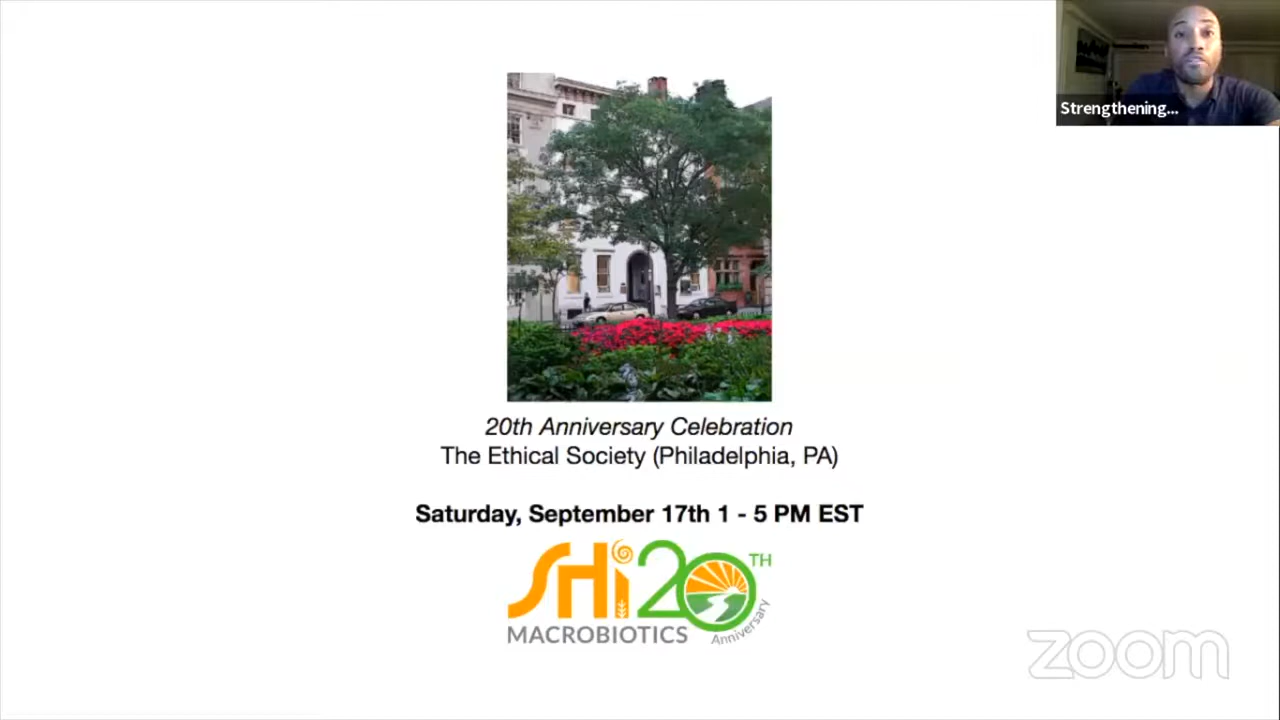 Strengthening...
20th Anniversary Celebration
The Ethical Society (Philadelphia, PA)
Saturday, September 17th 1 - 5 PM EST
SHi 20TH
MACROBIOTICS
Anniversary
zoom